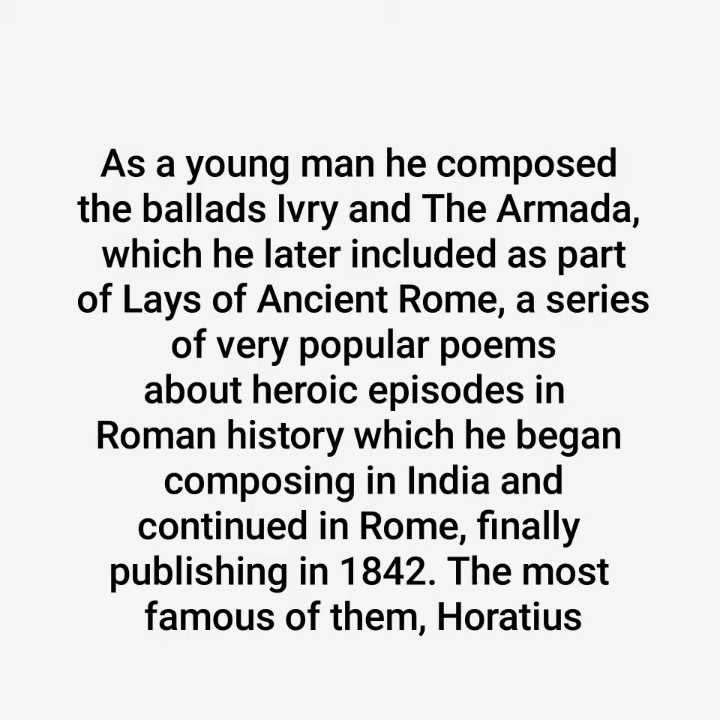 As a young man he composed
the ballads Ivry and The Armada,
which he later included as part
of Lays of Ancient Rome, a series
of very popular poems
about heroic episodes in
Roman history which he began
composing in India and
continued in Rome, finally
publishing in 1842. The most
famous of them, Horatius